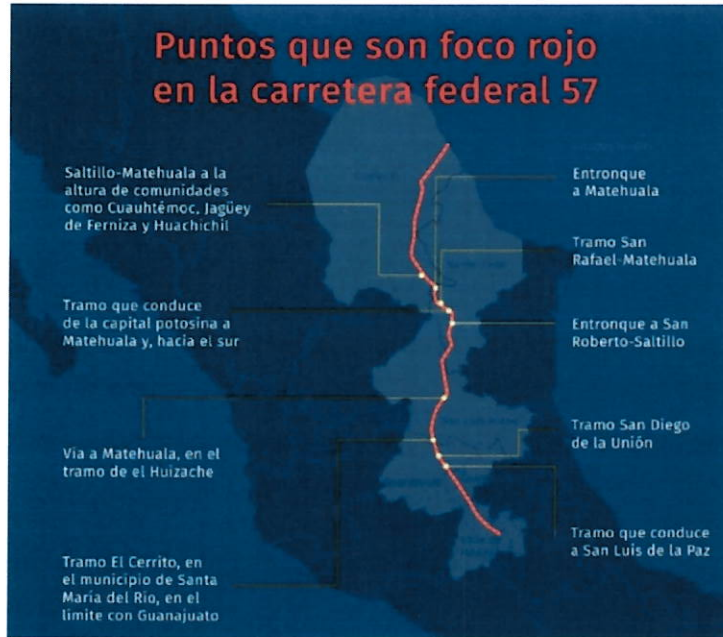 Puntos que son foco rojo
en la carretera federal 57
Saltillo-Matehuala a la
altura de comunidades
como Cuauhtémoc, Jagüey
de Ferniza y Huachichil
Entronque
a Matehuala
Tramo San
Rafael-Matehuala
Tramo que conduce
de la capital potosina a
Matehuala y, hacia el sur
Entronque a San
Roberto-Saltillo
Vía a Matehuala, en el
tramo de el Huizache
Tramo San Diego
de la Unión
Tramo El Cerrito, en
el municipio de Santa
María del Río, en el
límite con Guanajuato
Tramo que conduce
a San Luis de la Paz